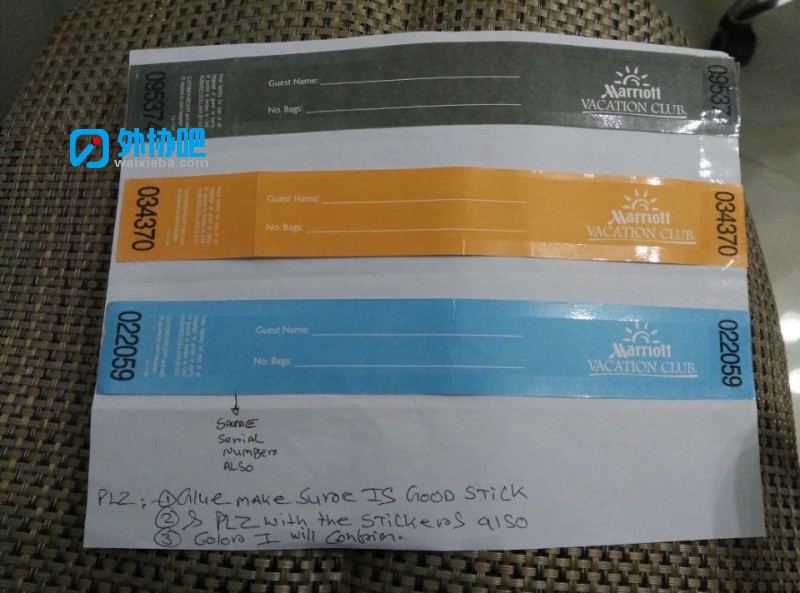 09537
Guest Name:
No. Bags:
Marriott
VACATION CLUB
09537
外协吧
waixieba.com
034370
Guest Name:
No. Bags:
Marriott
VACATION CLUB
034370
022059
Guest Name:
No. Bags:
Marriott
VACATION CLUB
022059
SAME
Serial
Numbers
ALSO
PLZ: ① Glue make surve IS GOOD STICK
② & PLZ with the STICKERS also
③ Colors I will Confrim.